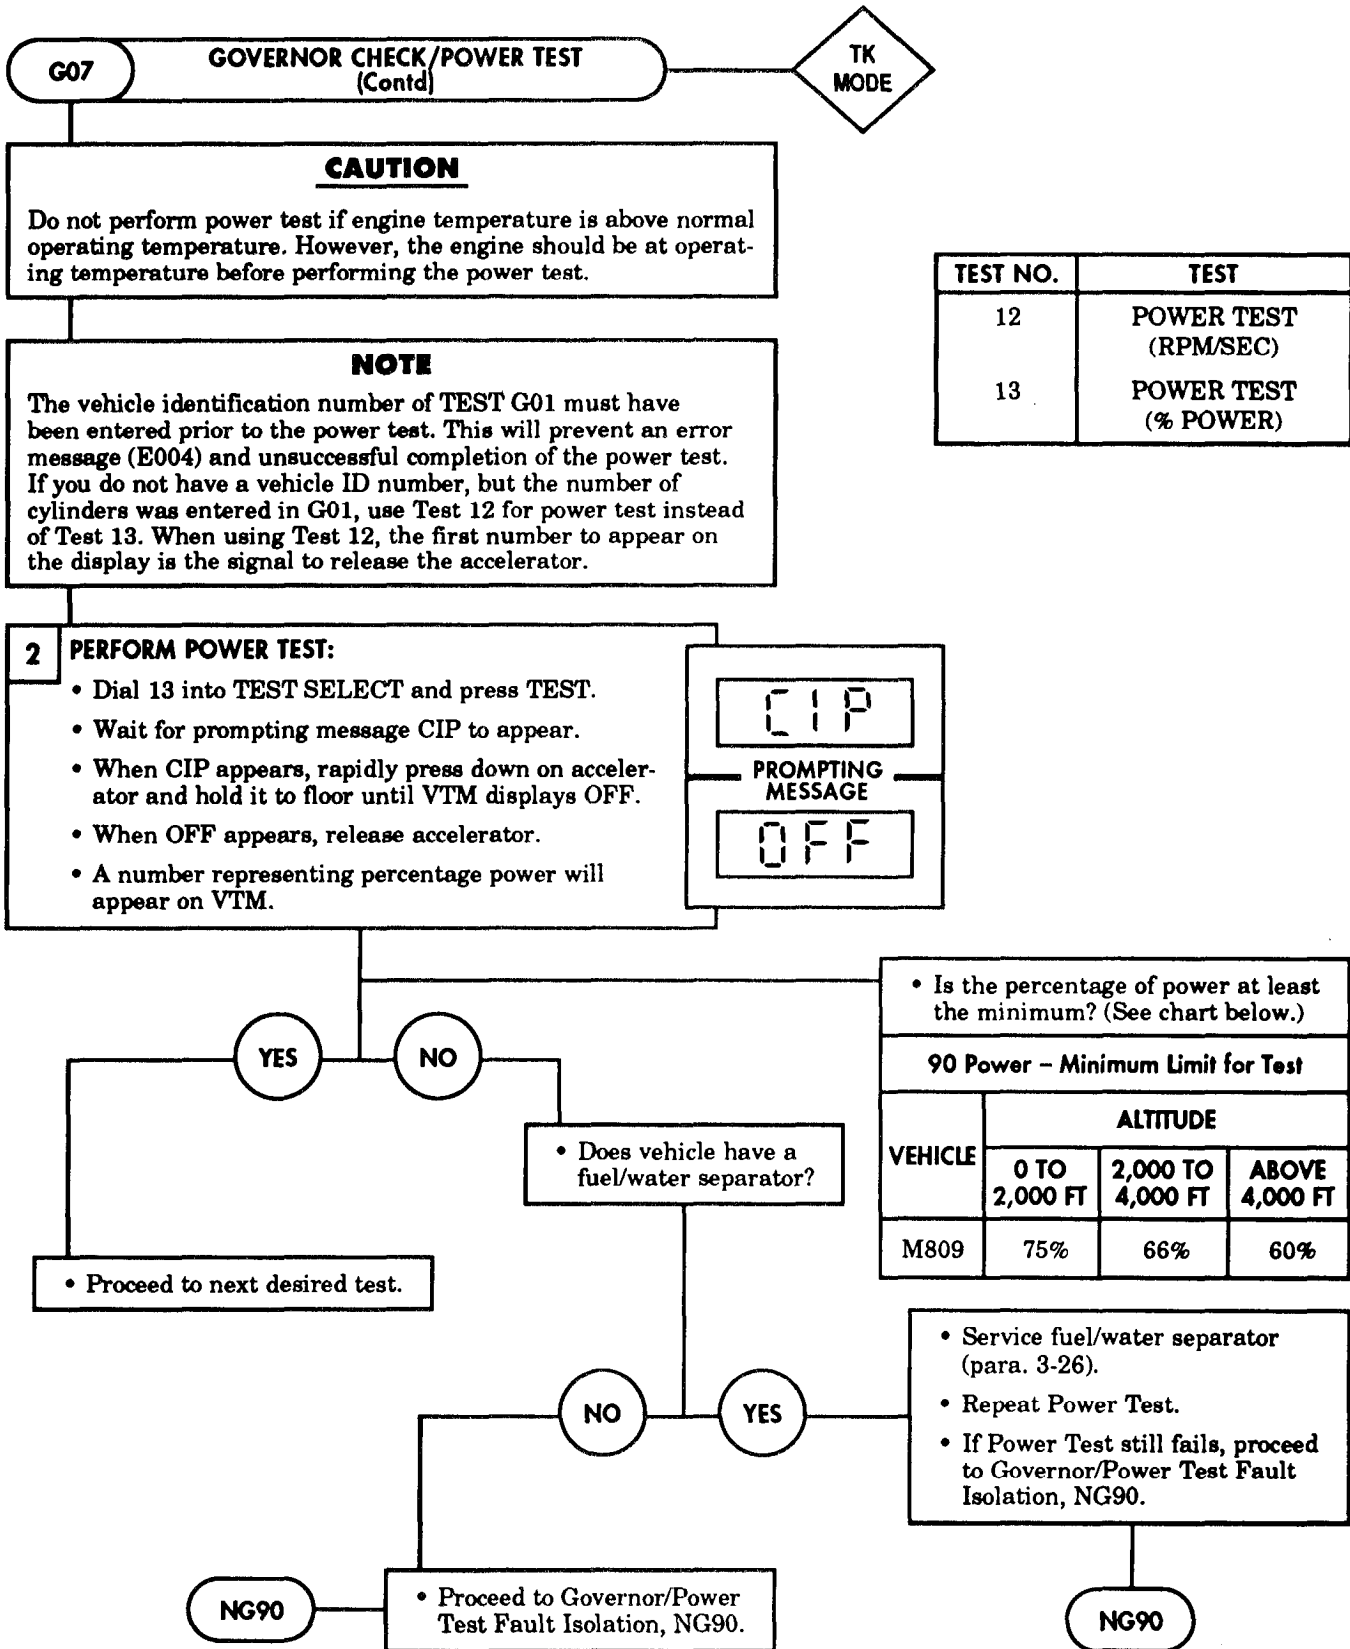 G07
GOVERNOR CHECK/POWER TEST
(Contd)
TK
MODE
CAUTION
Do not perform power test if engine temperature is above normal
operating temperature. However, the engine should be at operat-
ing temperature before performing the power test.
TEST NO.
TEST
12
POWER TEST
(RPM/SEC)
13
POWER TEST
(% POWER)
NOTE
The vehicle identification number of TEST G01 must have
been entered prior to the power test. This will prevent an error
message (E004) and unsuccessful completion of the power test.
If you do not have a vehicle ID number, but the number of
cylinders was entered in G01, use Test 12 for power test instead
of Test 13. When using Test 12, the first number to appear on
the display is the signal to release the accelerator.
2
PERFORM POWER TEST:
• Dial 13 into TEST SELECT and press TEST.
• Wait for prompting message CIP to appear.
• When CIP appears, rapidly press down on acceler-
ator and hold it to floor until VTM displays OFF.
• When OFF appears, release accelerator.
• A number representing percentage power will
appear on VTM.
CIP
PROMPTING
MESSAGE
OFF
• Is the percentage of power at least
the minimum? (See chart below.)
90 Power – Minimum Limit for Test
VEHICLE
ALTITUDE
0 TO
2,000 FT
2,000 TO
4,000 FT
ABOVE
4,000 FT
M809
75%
66%
60%
YES
NO
• Does vehicle have a
fuel/water separator?
• Proceed to next desired test.
NO
YES
• Service fuel/water separator
(para. 3-26).
• Repeat Power Test.
• If Power Test still fails, proceed
to Governor/Power Test Fault
Isolation, NG90.
NG90
• Proceed to Governor/Power
Test Fault Isolation, NG90.
NG90